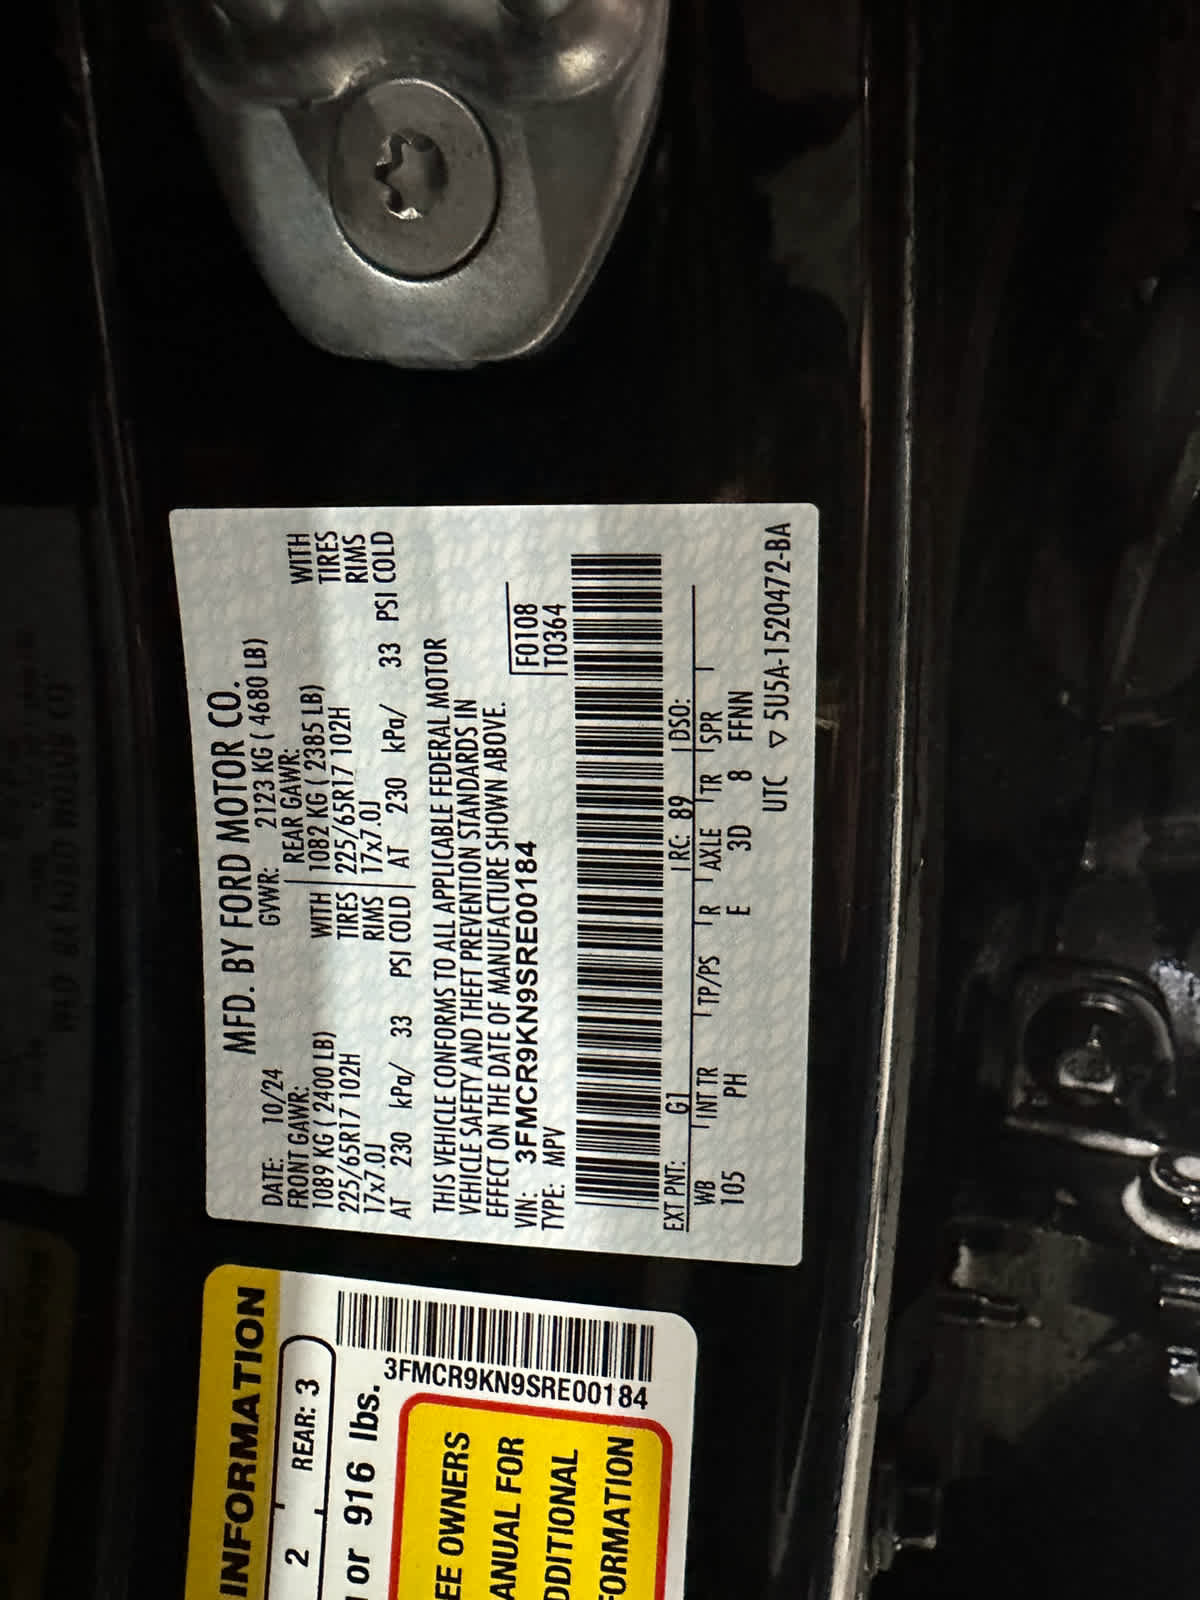 MFD. BY FORD MOTOR CO.
DATE: 10/24 GVWR: 2123 KG ( 4680 LB)
FRONT GAWR: REAR GAWR:
1089 KG ( 2400 LB) WITH 1082 KG ( 2385 LB) WITH
225/65R17 102H TIRES 225/65R17 102H TIRES
17x7.0J RIMS 17x7.0J RIMS
AT 230 kPa/ 33 PSI COLD AT 230 kPa/ 33 PSI COLD
THIS VEHICLE CONFORMS TO ALL APPLICABLE FEDERAL MOTOR
VEHICLE SAFETY AND THEFT PREVENTION STANDARDS IN
EFFECT ON THE DATE OF MANUFACTURE SHOWN ABOVE.
VIN: 3FMCR9KN9SRE00184 F0108
TYPE: MPV T0364
EXT PNT: G1 RC: 89 DSO:
WB INT TR TP/PS R AXLE TR SPR
105 PH E 3D 8 FFNN
UTC ▽ 5U5A-1520472-BA
INFORMATION
2 REAR: 3
or 916 lbs.
3FMCR9KN9SRE00184
EE OWNERS
ANUAL FOR
DDITIONAL
FORMATION